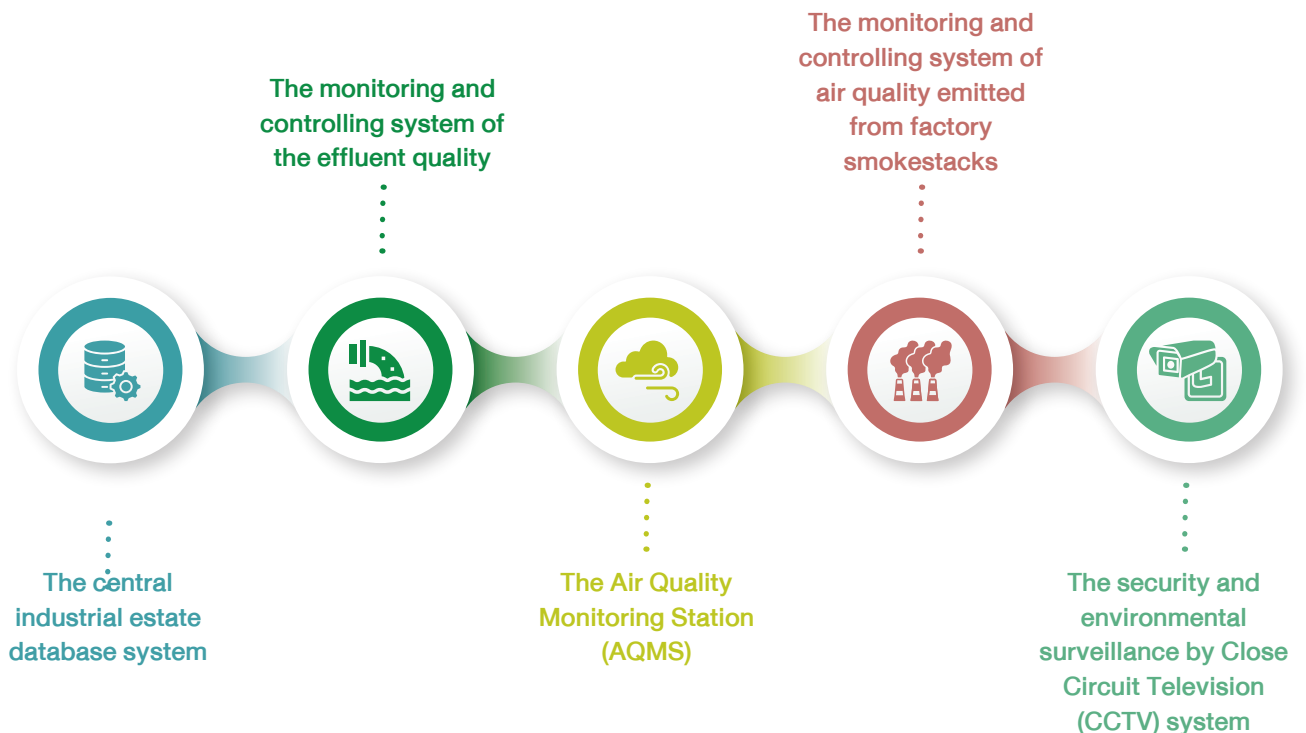 The central
industrial estate
database system
The monitoring and
controlling system of
the effluent quality
The Air Quality
Monitoring Station
(AQMS)
The monitoring and
controlling system of
air quality emitted
from factory
smokestacks
The security and
environmental
surveillance by Close
Circuit Television
(CCTV) system